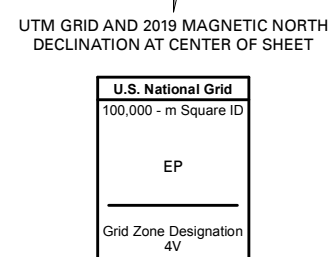 UTM GRID AND 2019 MAGNETIC NORTH
DECLINATION AT CENTER OF SHEET
U.S. National Grid
100,000 - m Square ID
EP
Grid Zone Designation
4V